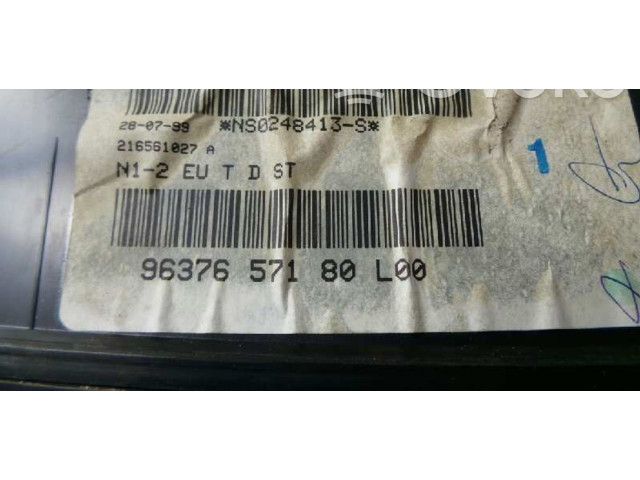 28-07-99 *NS0248413-S*
216561027 A
1
N1-2 EU T D ST
96376 571 80 L00